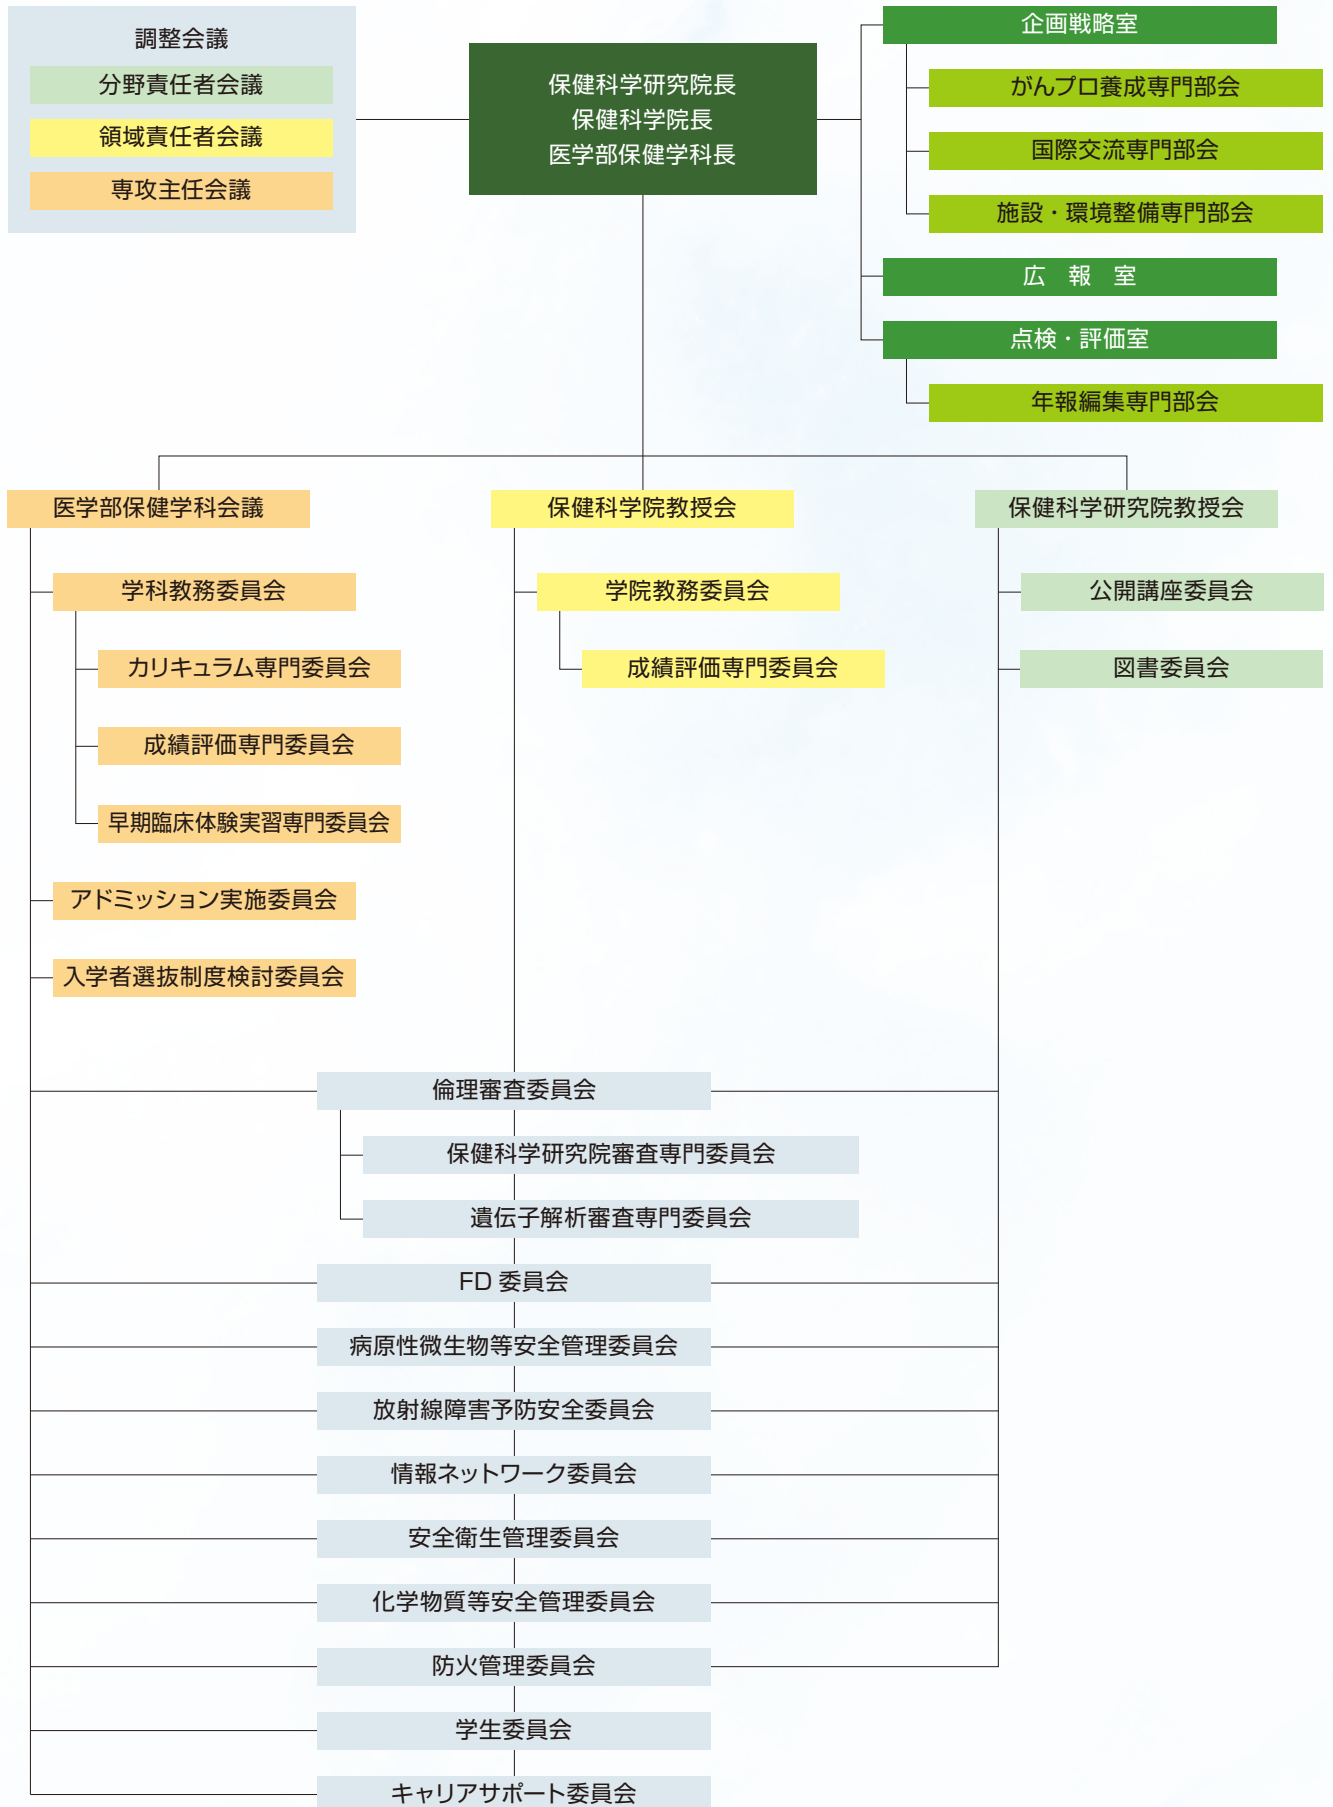 調整会議
分野責任者会議
領域責任者会議
専攻主任会議
保健科学研究院長
保健科学院長
医学部保健学科長
企画戦略室
がんプロ養成専門部会
国際交流専門部会
施設・環境整備専門部会
広　報　室
点検・評価室
年報編集専門部会
医学部保健学科会議
学科教務委員会
カリキュラム専門委員会
成績評価専門委員会
早期臨床体験実習専門委員会
アドミッション実施委員会
入学者選抜制度検討委員会
保健科学院教授会
学院教務委員会
成績評価専門委員会
保健科学研究院教授会
公開講座委員会
図書委員会
倫理審査委員会
保健科学研究院審査専門委員会
遺伝子解析審査専門委員会
FD 委員会
病原性微生物等安全管理委員会
放射線障害予防安全委員会
情報ネットワーク委員会
安全衛生管理委員会
化学物質等安全管理委員会
防火管理委員会
学生委員会
キャリアサポート委員会